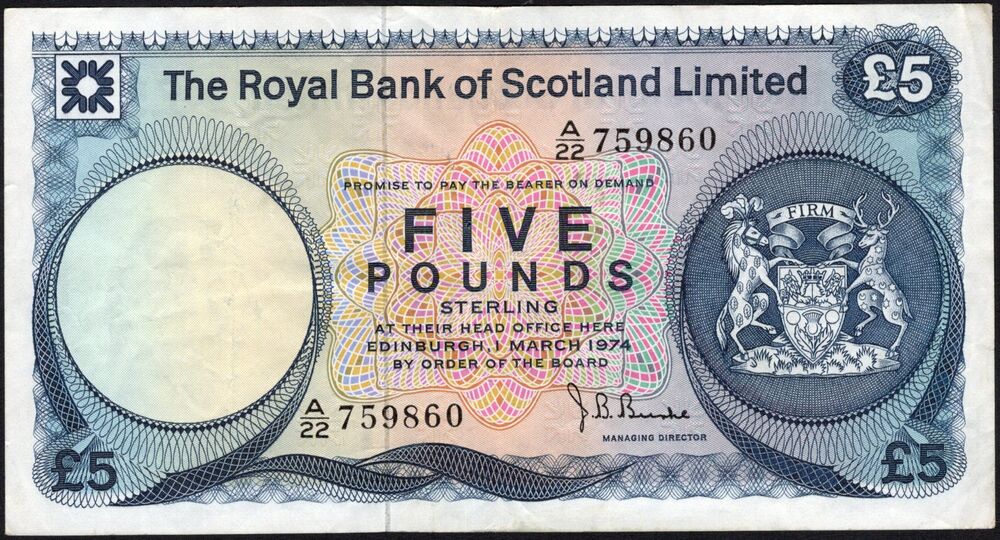 The Royal Bank of Scotland Limited
£5
A/22 759860
PROMISE TO PAY THE BEARER ON DEMAND
FIVE
POUNDS
STERLING
AT THEIR HEAD OFFICE HERE
EDINBURGH, 1 MARCH 1974
BY ORDER OF THE BOARD
FIRM
A/22 759860
J. B. Burke
MANAGING DIRECTOR
£5
£5